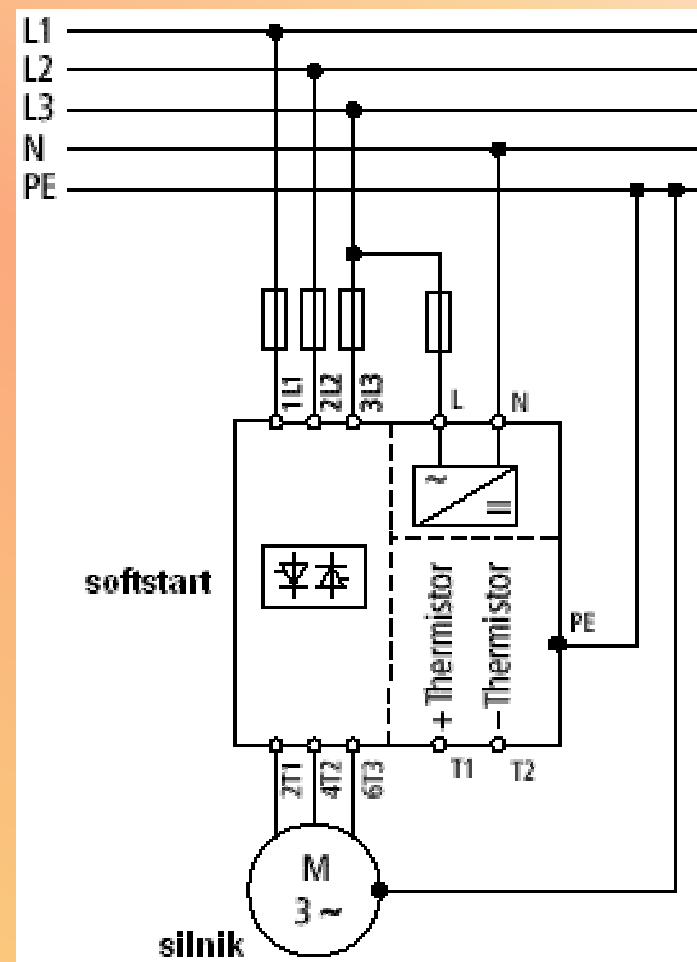 L1
L2
L3
N
PE
1L1
2L2
3L3
L
N
~
=
softstart
+ Thermistor
− Thermistor
PE
2T1
4T2
6T3
T1
T2
M
3 ~
silnik